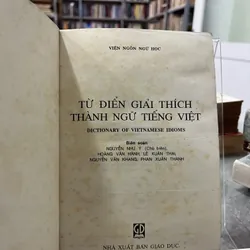 VIỆN NGÔN NGỮ HỌC
TỪ ĐIỂN GIẢI THÍCH
THÀNH NGỮ TIẾNG VIỆT
DICTIONARY OF VIETNAMESE IDIOMS
Biên soạn:
NGUYỄN NHƯ Ý (Chủ biên)
HOÀNG VĂN HÀNH, LÊ XUÂN THẠI,
NGUYỄN VĂN KHANG, PHAN XUÂN THÀNH
NHÀ XUẤT BẢN GIÁO DỤC